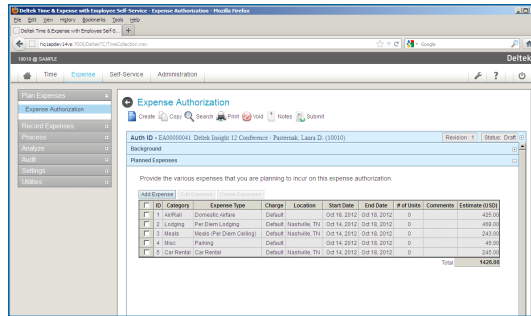 Deltek Time & Expense with Employee Self-Service - Expense Authorization - Mozilla Firefox
File Edit View History Bookmarks Tools Help
Deltek Time & Expense with Employee Self-S...
Google
10010 @ SAMPLE
Deltek
Time Expense Self-Service Administration
Plan Expenses
Expense Authorization
Record Expenses
Process
Analyze
Audit
Settings
Utilities
Expense Authorization
Create Copy Search Print Void Notes Submit
Auth ID - EA00000041 Deltek Insight 12 Conference - Pasternak, Laura D. (10010) Revision 1 Status: Draft
Background
Planned Expenses
Provide the various expenses that you are planning to incur on this expense authorization.
Add Expense Edit Expenses Delete Expenses
ID Category Expense Type Charge Location Start Date End Date # of Units Comments Estimate (USD)
1 Air/Rail Domestic Airfare Default Oct 18, 2012 Oct 18, 2012 0 425.00
2 Lodging Per Diem Lodging Default Nashville, TN Oct 14, 2012 Oct 18, 2012 0 468.00
3 Meals Meals (Per Diem Ceiling) Default Nashville, TN Oct 14, 2012 Oct 18, 2012 0 243.00
4 Misc Parking Default Oct 14, 2012 Oct 18, 2012 0 45.00
5 Car Rental Car Rental Default Nashville, TN Oct 14, 2012 Oct 18, 2012 0 245.00
Total 1426.00